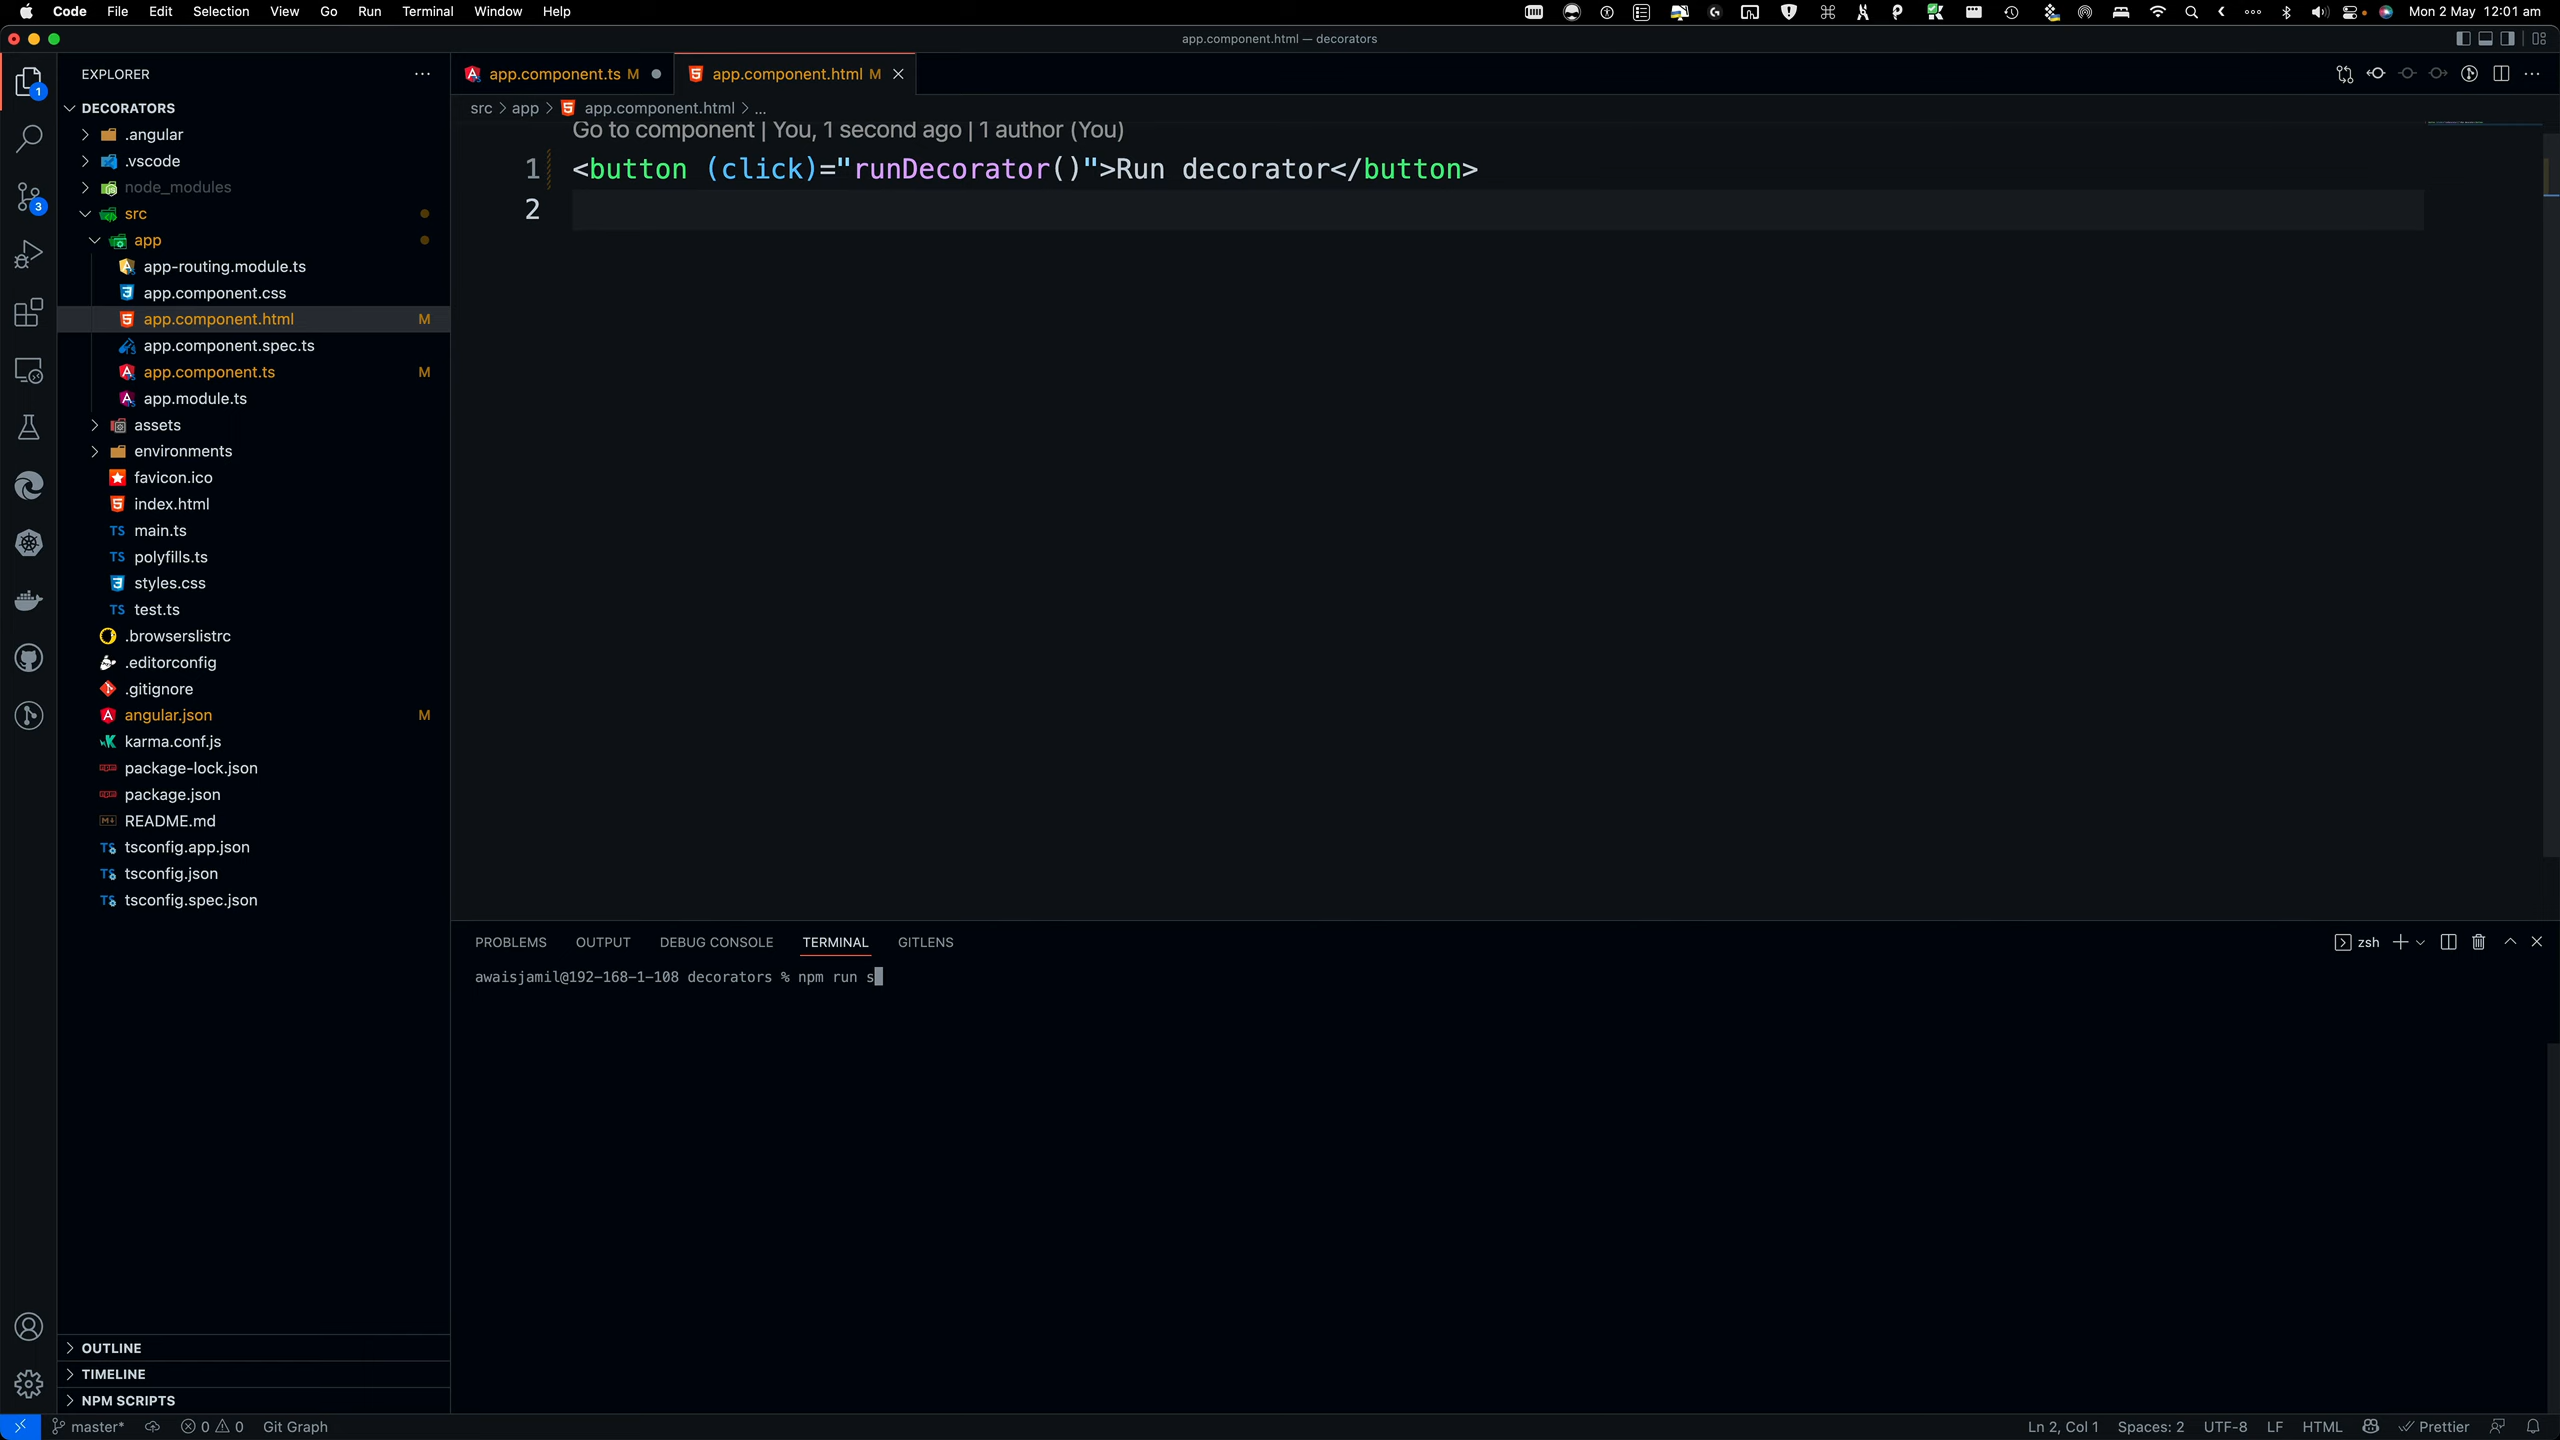 Code File Edit Selection View Go Run Terminal Window Help
Mon 2 May 12:01 am
app.component.html — decorators
EXPLORER
app.component.ts M
app.component.html M
DECORATORS
src > app > app.component.html > ...
.angular
.vscode
node_modules
src
app
app-routing.module.ts
app.component.css
app.component.html M
app.component.spec.ts
app.component.ts M
app.module.ts
assets
environments
favicon.ico
index.html
TS main.ts
TS polyfills.ts
styles.css
TS test.ts
.browserslistrc
.editorconfig
.gitignore
angular.json M
karma.conf.js
package-lock.json
package.json
README.md
tsconfig.app.json
tsconfig.json
tsconfig.spec.json
OUTLINE
TIMELINE
NPM SCRIPTS
1
3
Go to component | You, 1 second ago | 1 author (You)
1 <button (click)="runDecorator()">Run decorator</button>
2
PROBLEMS OUTPUT DEBUG CONSOLE TERMINAL GITLENS
zsh
awaisjamil@192-168-1-108 decorators % npm run s
master* 0 0 Git Graph
Ln 2, Col 1 Spaces: 2 UTF-8 LF HTML Prettier